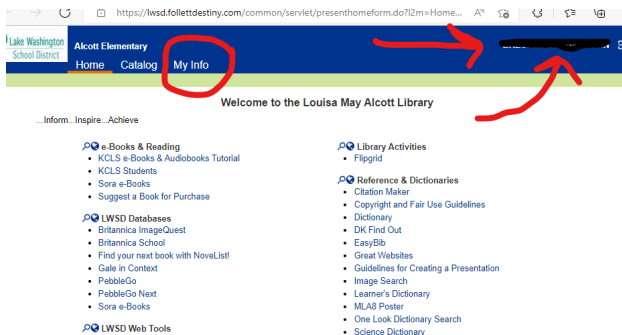 https://lwsd.follettdestiny.com/common/servlet/presenthomeform.do?l2m=Home...
Lake Washington
School District
Alcott Elementary
Home Catalog My Info
Welcome to the Louisa May Alcott Library
...Inform...Inspire...Achieve
e-Books & Reading
KCLS e-Books & Audiobooks Tutorial
KCLS Students
Sora e-Books
Suggest a Book for Purchase
LWSD Databases
Britannica ImageQuest
Britannica School
Find your next book with NoveList!
Gale in Context
PebbleGo
PebbleGo Next
Sora e-Books
LWSD Web Tools
Library Activities
Flipgrid
Reference & Dictionaries
Citation Maker
Copyright and Fair Use Guidelines
Dictionary
DK Find Out
EasyBib
Great Websites
Guidelines for Creating a Presentation
Image Search
Learner's Dictionary
MLA8 Poster
One Look Dictionary Search
Science Dictionary